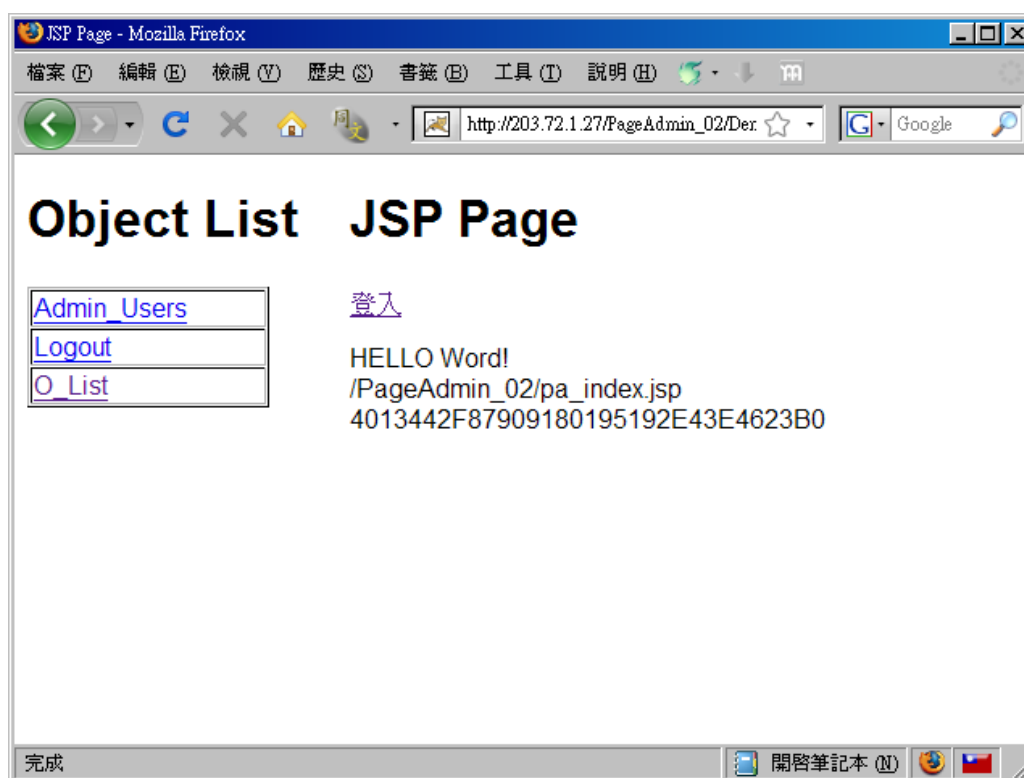 JSP Page - Mozilla Firefox
檔案 (F) 編輯 (E) 檢視 (V) 歷史 (S) 書籤 (B) 工具 (T) 說明 (H)
http://203.72.1.27/PageAdmin_02/Der
Google
Object List
Admin_Users
Logout
O_List
JSP Page
登入
HELLO Word!
/PageAdmin_02/pa_index.jsp
4013442F87909180195192E43E4623B0
完成
開啓筆記本 (N)